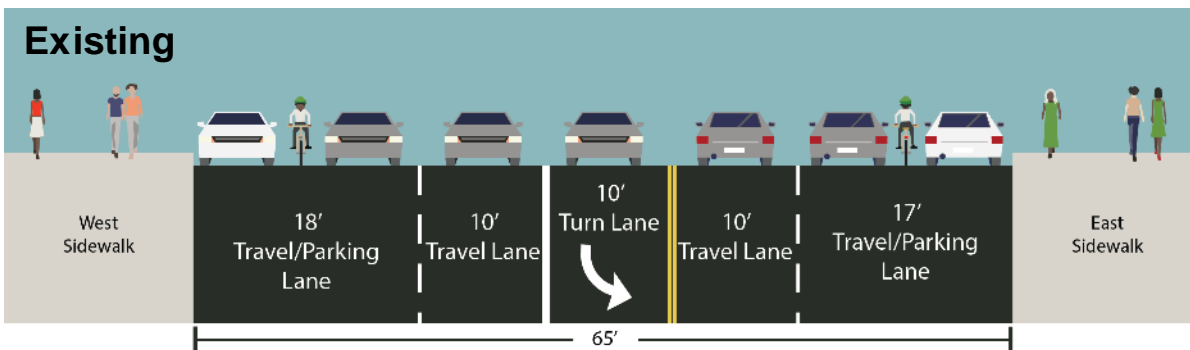 Existing
West
Sidewalk
18’
Travel/Parking
Lane
10’
Travel Lane
10’
Turn Lane
10’
Travel Lane
17’
Travel/Parking
Lane
East
Sidewalk
65’